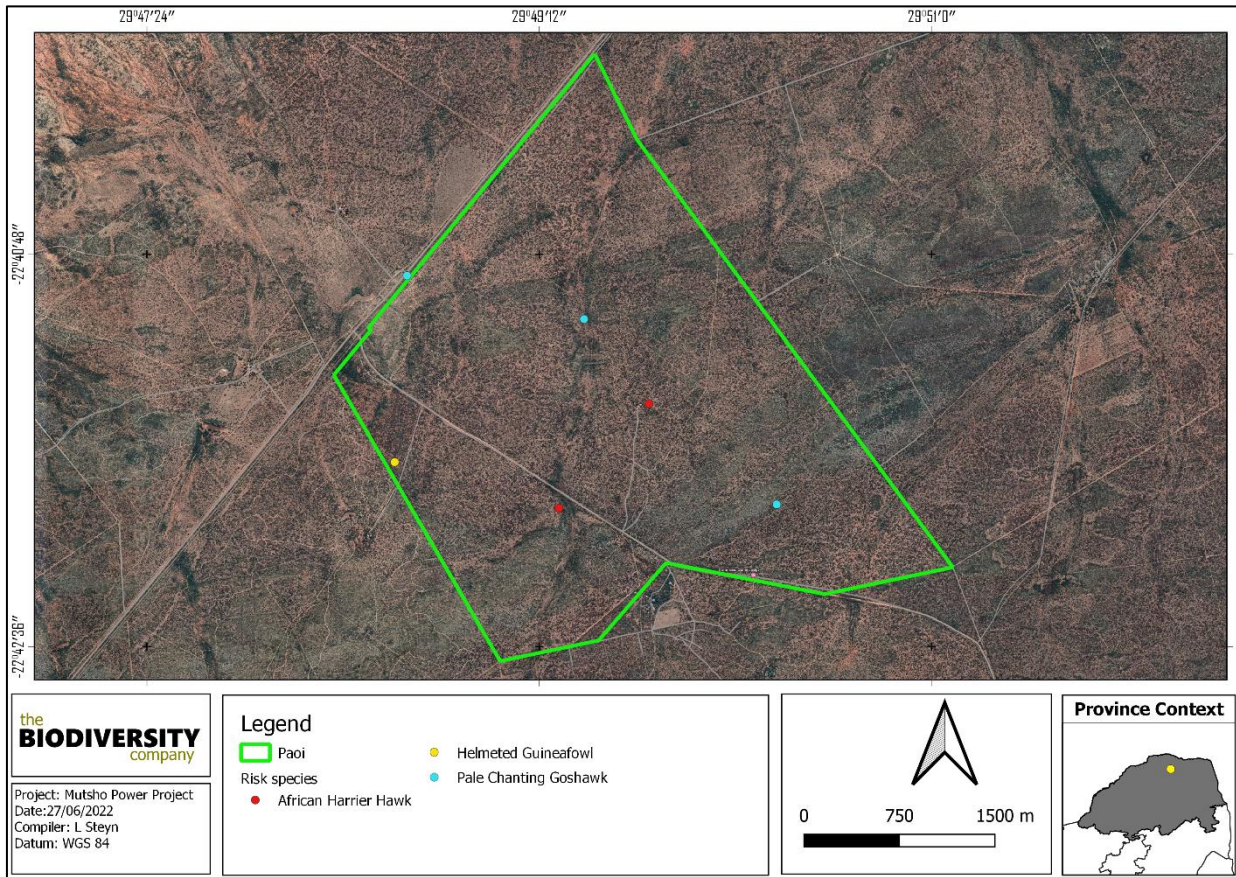 29°47'24" 29°49'12" 29°51'0"
-22°40'48"
-22°42'36"
the
BIODIVERSITY
company
Project: Mutsho Power Project
Date:27/06/2022
Compiler: L Steyn
Datum: WGS 84
Legend
Paoi
Risk species
African Harrier Hawk
Helmeted Guineafowl
Pale Chanting Goshawk
0 750 1500 m
Province Context